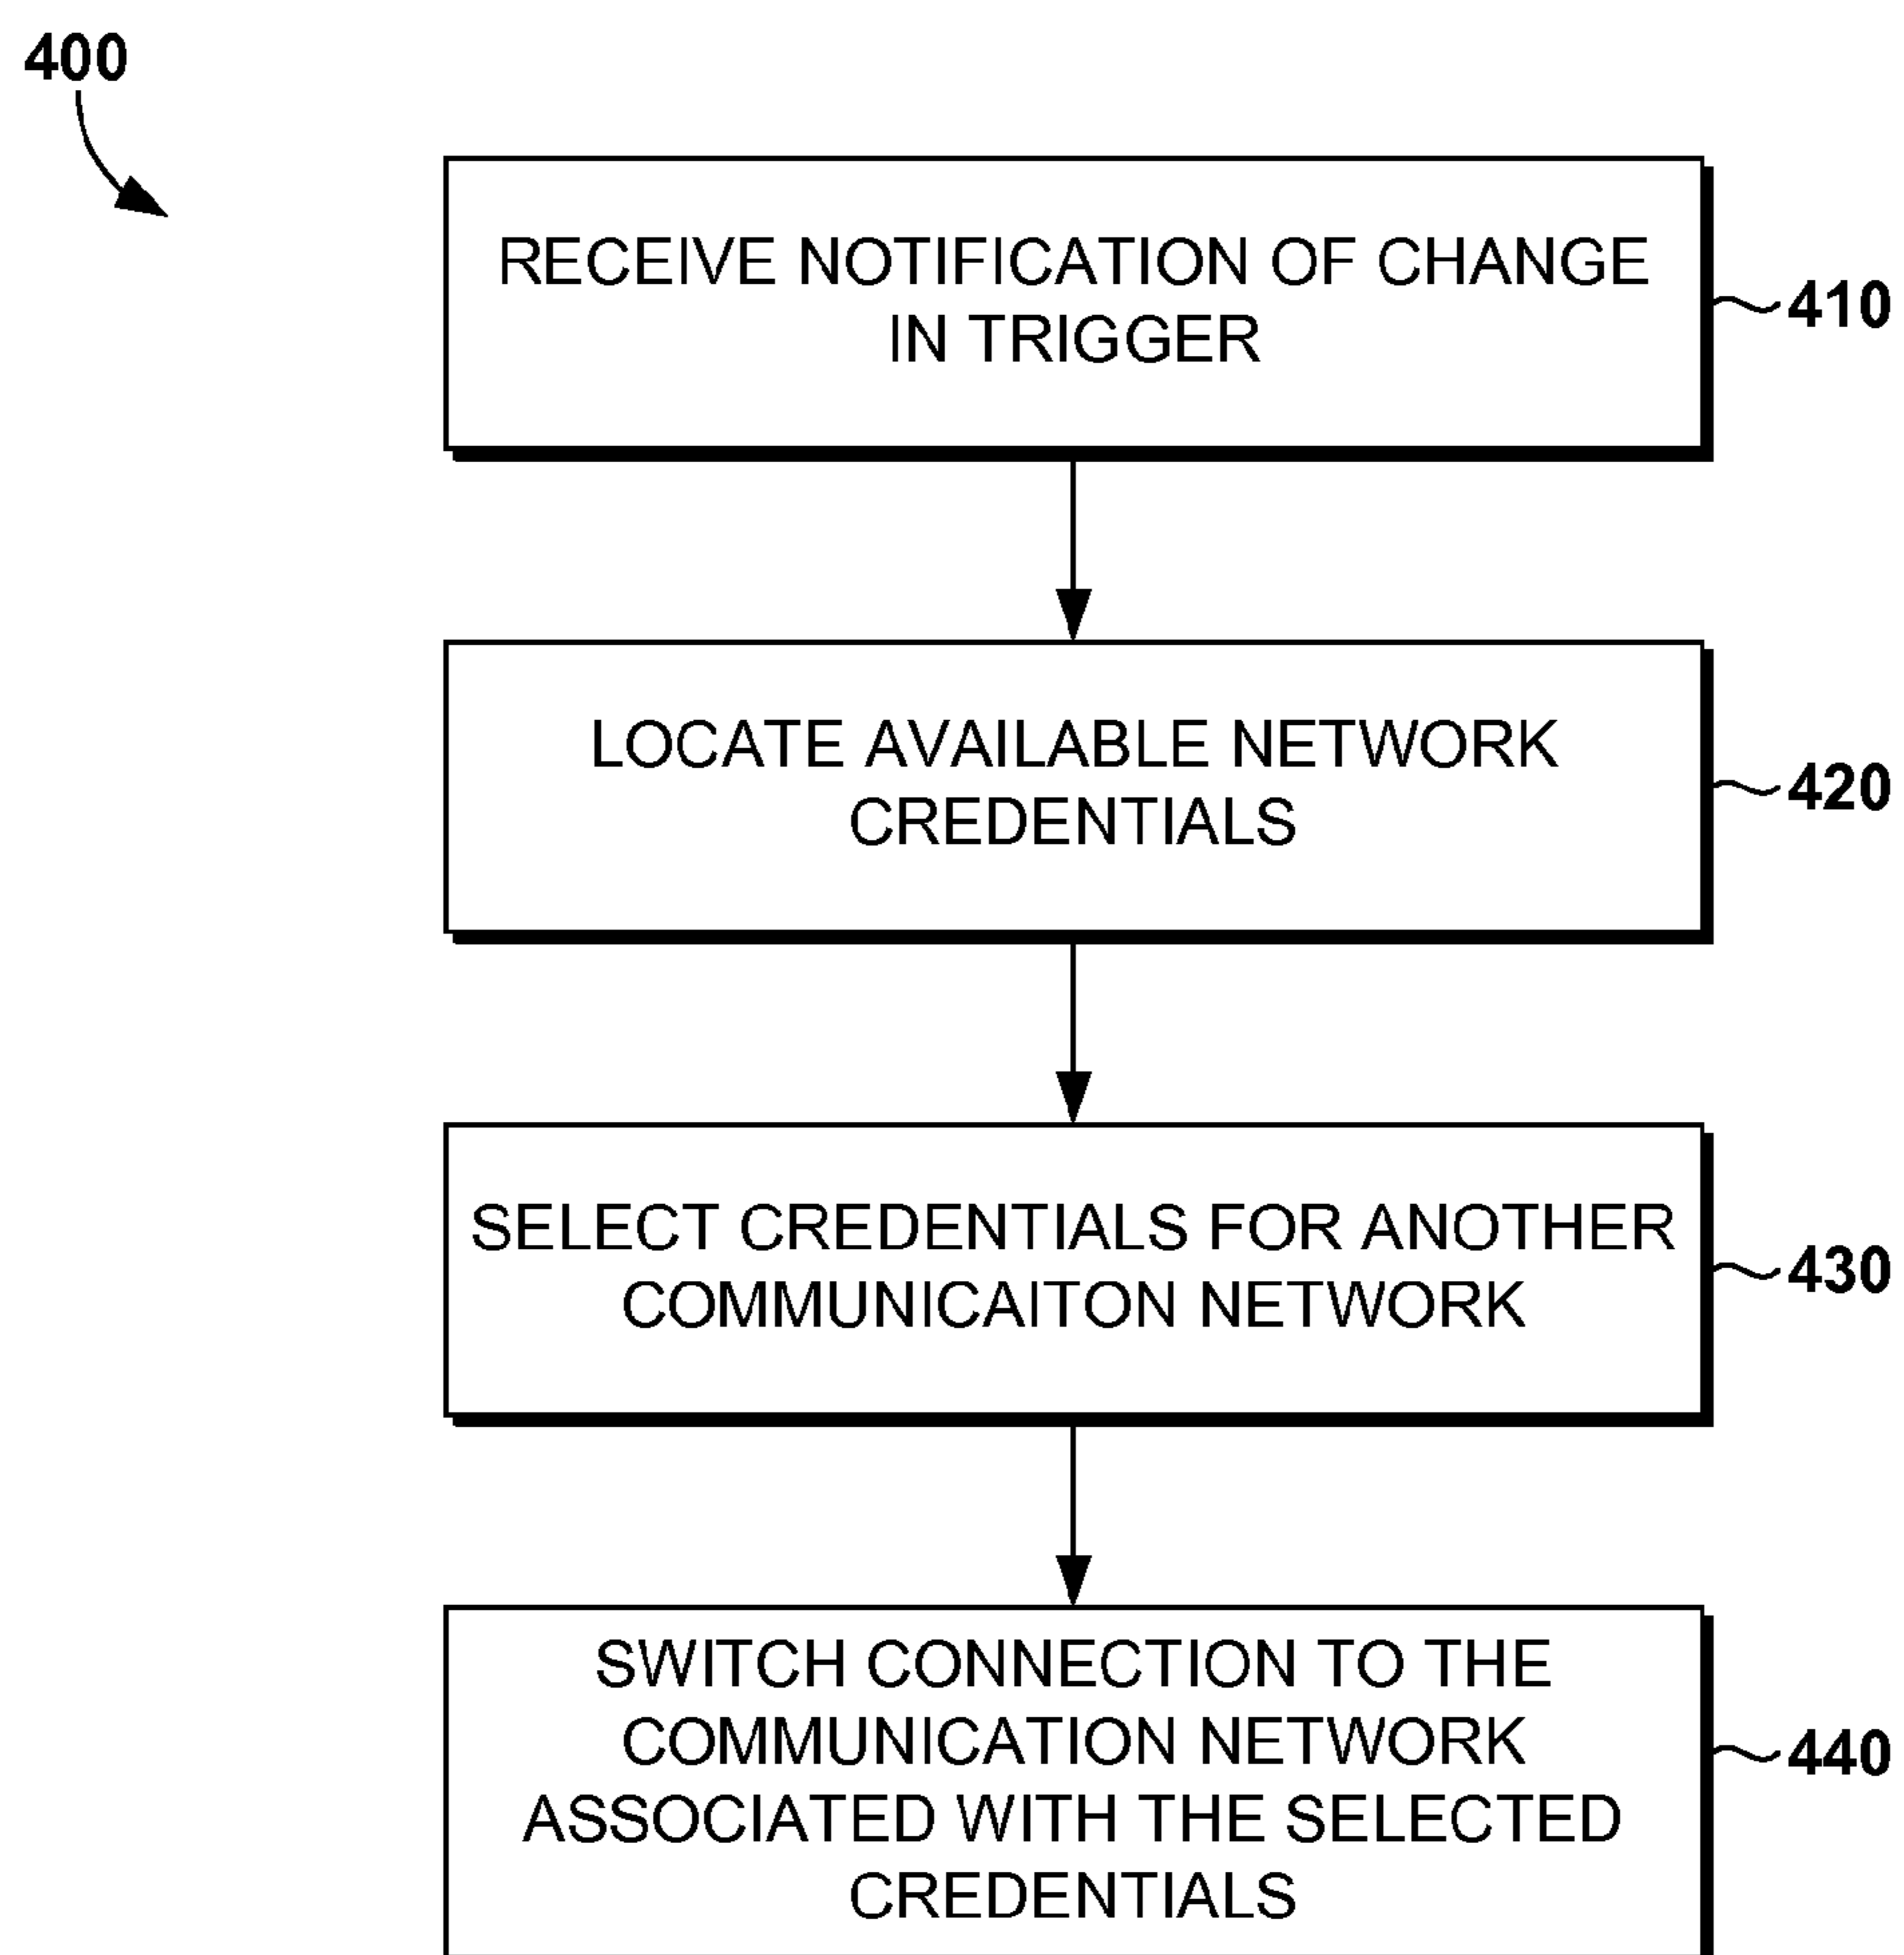 400
RECEIVE NOTIFICATION OF CHANGE
IN TRIGGER
410
LOCATE AVAILABLE NETWORK
CREDENTIALS
420
SELECT CREDENTIALS FOR ANOTHER
COMMUNICAITON NETWORK
430
SWITCH CONNECTION TO THE
COMMUNICATION NETWORK
ASSOCIATED WITH THE SELECTED
CREDENTIALS
440